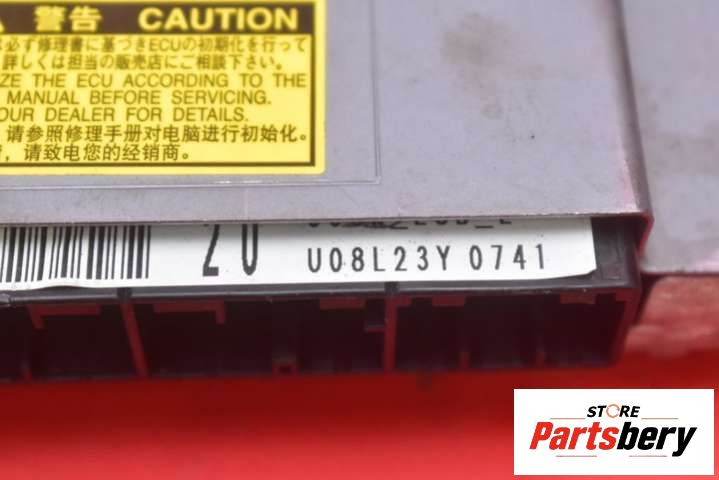 警告 CAUTION
必ず修理書に基づきECUの初期化を行って
詳しくは担当の販売店にご相談下さい。
ZE THE ECU ACCORDING TO THE
MANUAL BEFORE SERVICING.
OUR DEALER FOR DETAILS.
请参照修理手册对电脑进行初始化。
，请致电您的经销商。
20
U08L23Y 0741
STORE
Partsbery